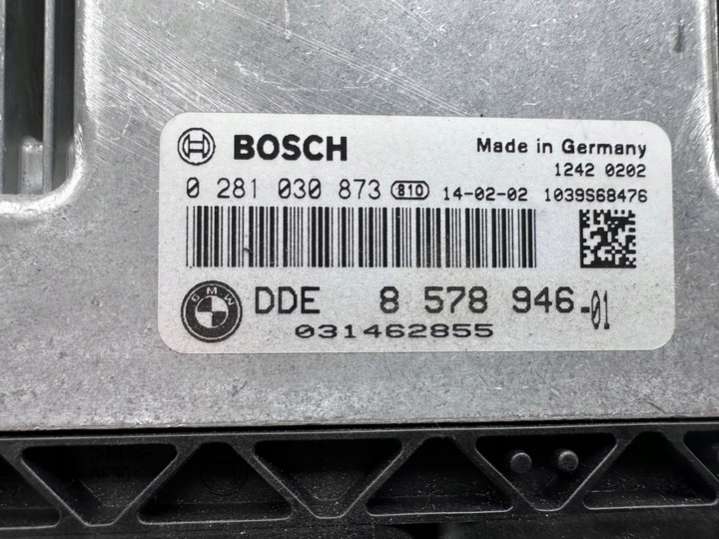 BOSCH
Made in Germany
1242 0202
0 281 030 873 810 14-02-02 1039S68476
BMW
DDE 8 578 946-01
031462855